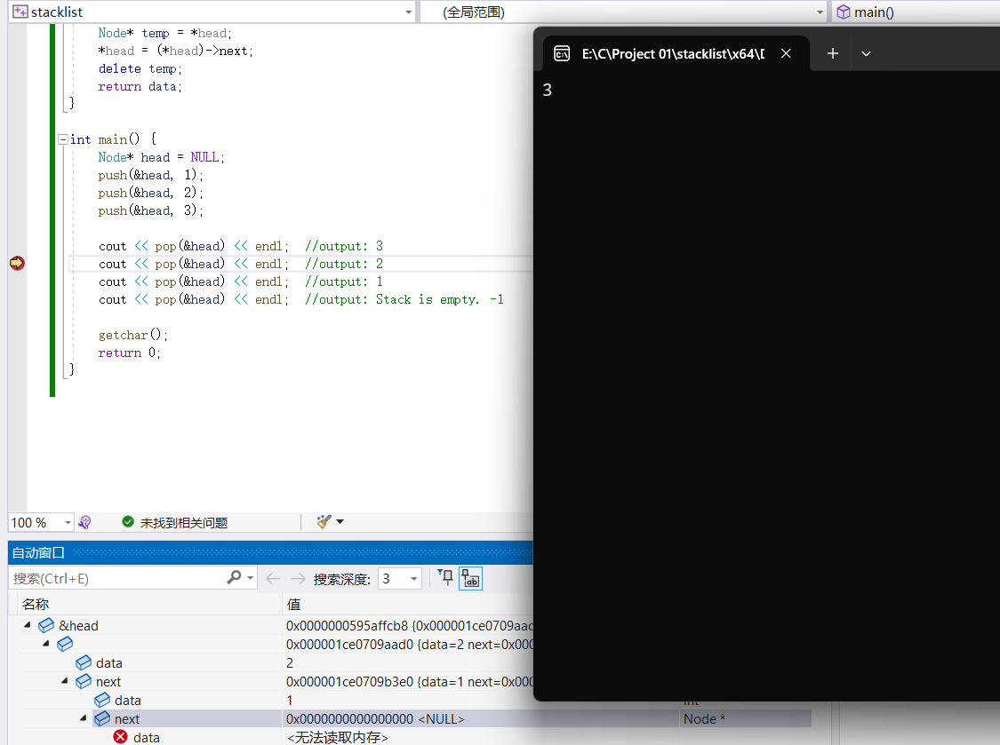 stacklist
(全局范围)
main()
Node* temp = *head;
*head = (*head)->next;
delete temp;
return data;
}
int main() {
Node* head = NULL;
push(&head, 1);
push(&head, 2);
push(&head, 3);
cout << pop(&head) << endl; //output: 3
cout << pop(&head) << endl; //output: 2
cout << pop(&head) << endl; //output: 1
cout << pop(&head) << endl; //output: Stack is empty. -1
getchar();
return 0;
}
E:\C\Project 01\stacklist\x64\D
3
100 %
未找到相关问题
自动窗口
搜索(Ctrl+E)
搜索深度: 3
名称
值
&head
0x0000000595affcb8 {0x000001ce0709aad
0x000001ce0709aad0 {data=2 next=0x000
data
2
next
0x000001ce0709b3e0 {data=1 next=0x000
data
1
next
0x0000000000000000 <NULL>
Node *
data
<无法读取内存>